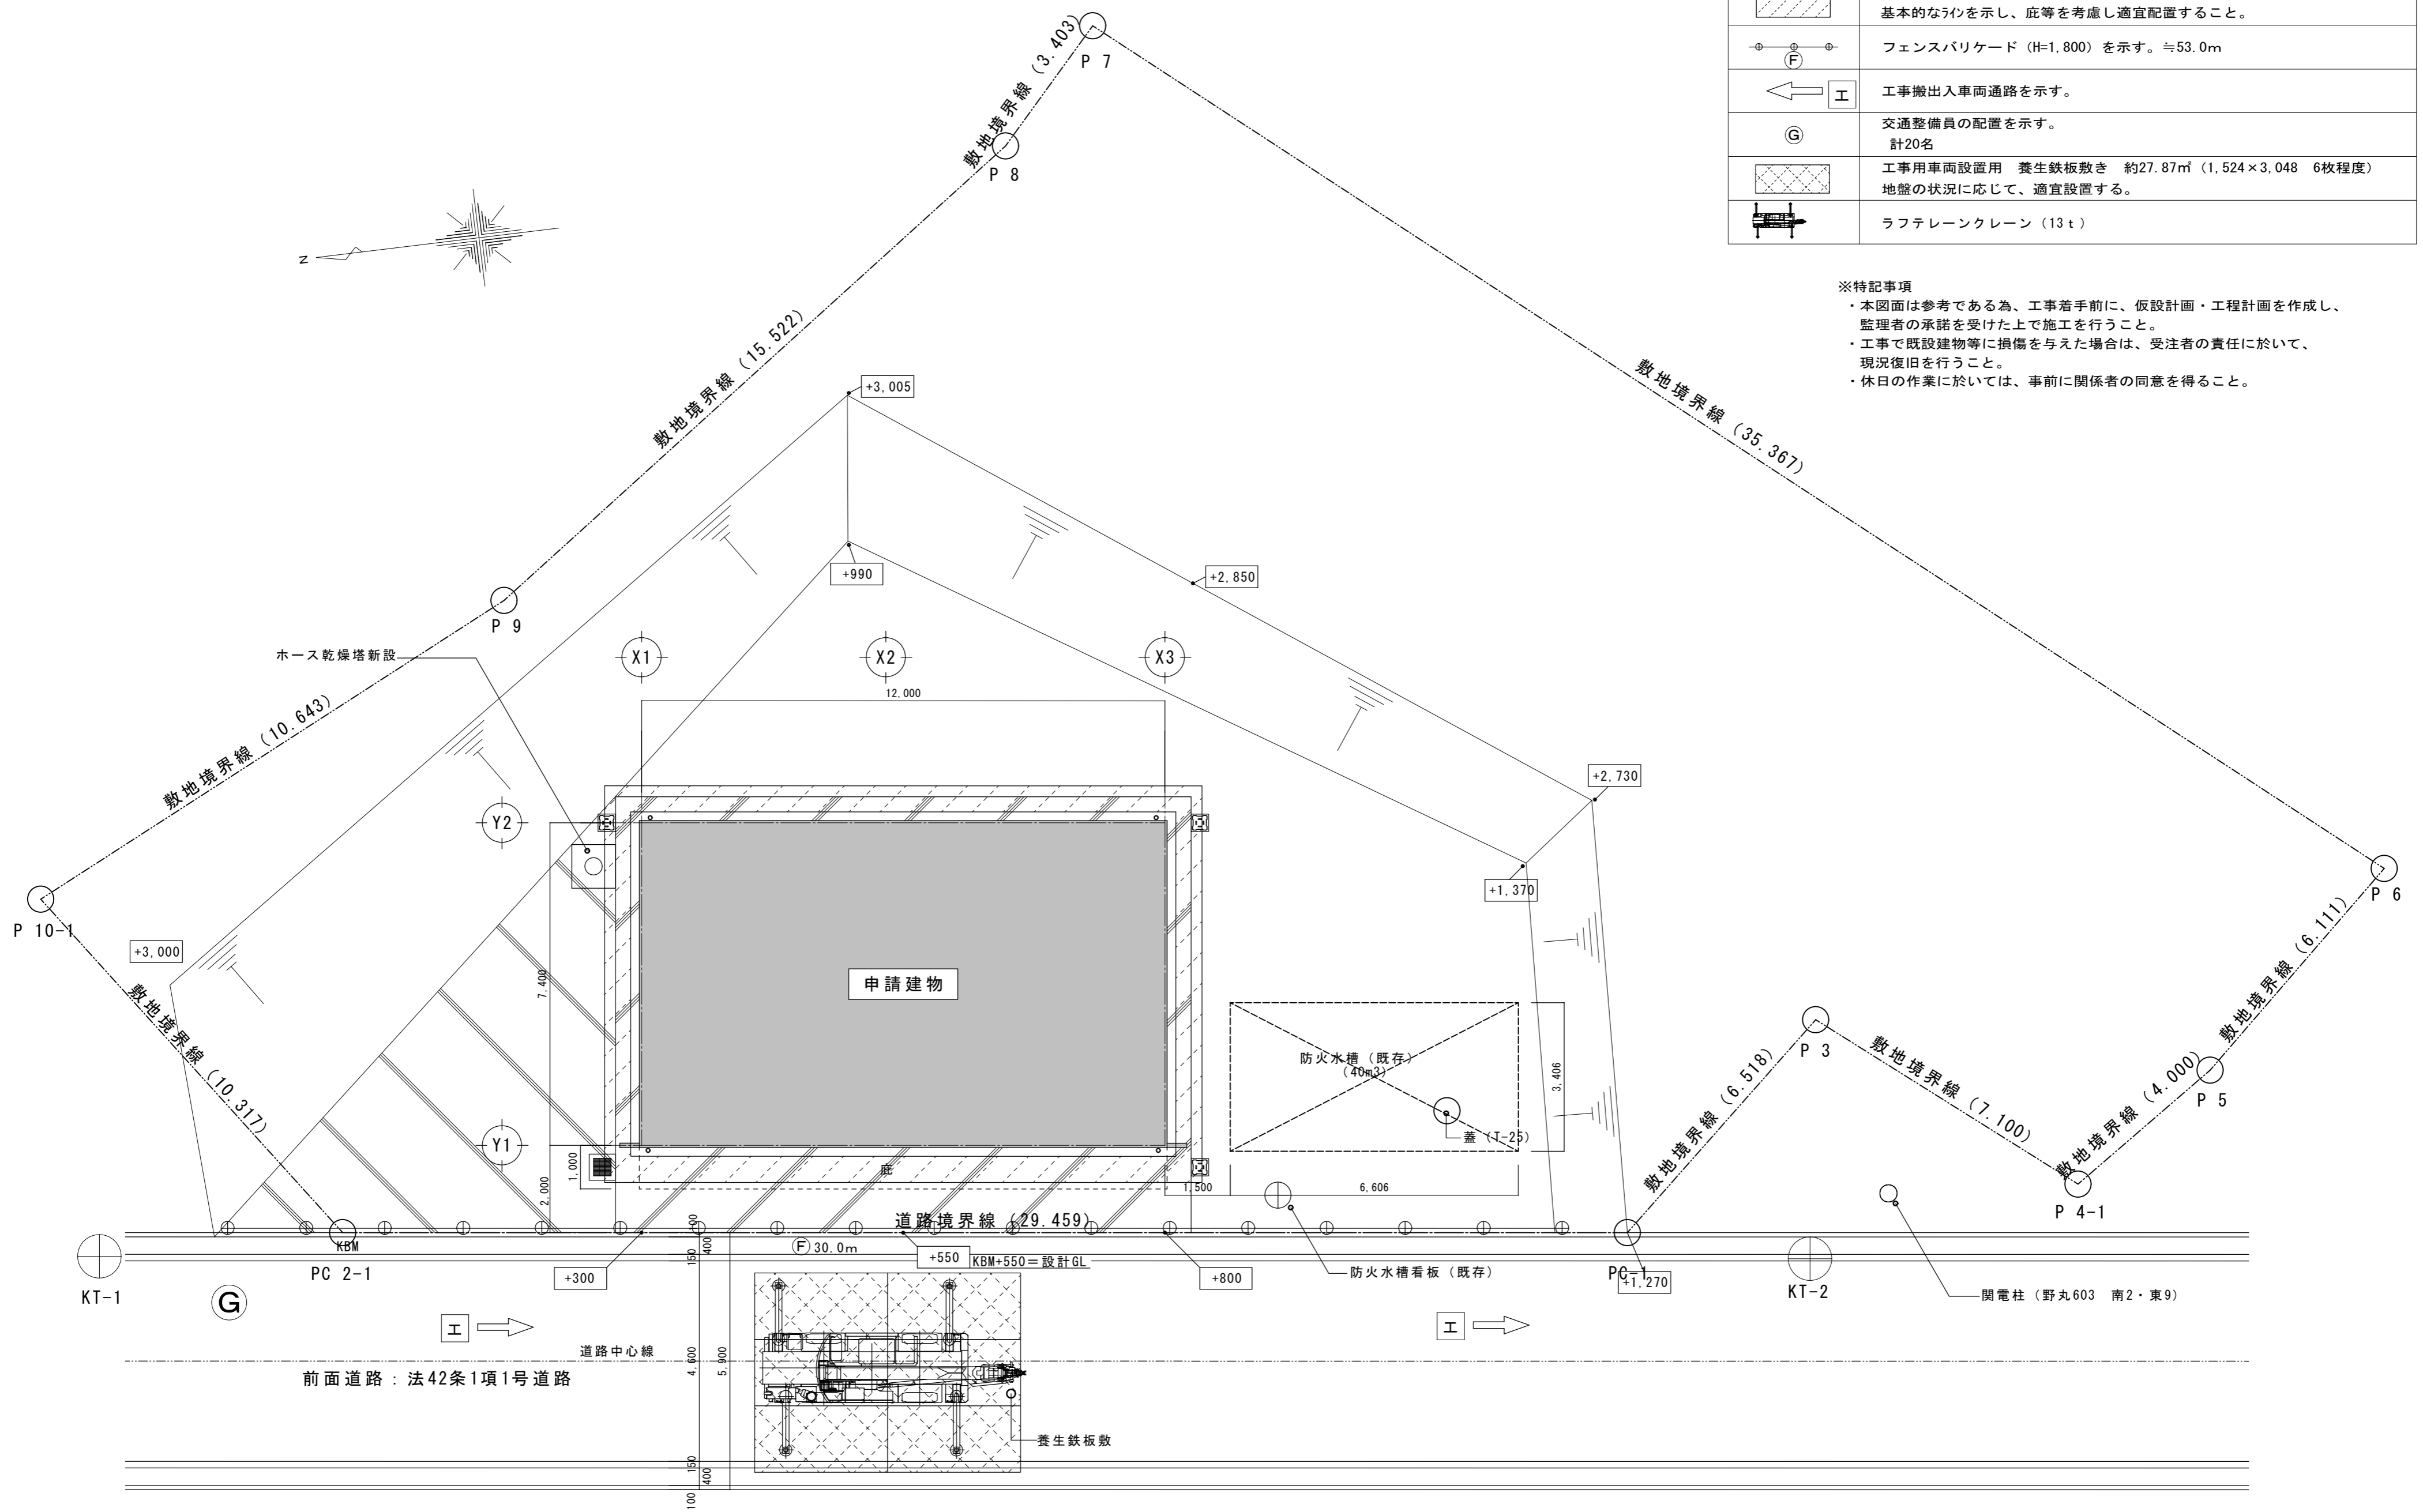 基本的なﾗｲﾝを示し、庇等を考慮し適宜配置すること。
Ⓕ
フェンスバリケード（H=1,800）を示す。≒53.0m
工
工事搬出入車両通路を示す。
Ⓖ
交通整備員の配置を示す。
計20名
工事用車両設置用　養生鉄板敷き　約27.87㎡（1,524×3,048　6枚程度）
地盤の状況に応じて、適宜設置する。
ラフテレーンクレーン（13ｔ）
※特記事項
・本図面は参考である為、工事着手前に、仮設計画・工程計画を作成し、
監理者の承諾を受けた上で施工を行うこと。
・工事で既設建物等に損傷を与えた場合は、受注者の責任に於いて、
現況復旧を行うこと。
・休日の作業に於いては、事前に関係者の同意を得ること。
P 7
敷地境界線（3.403）
P 8
N
敷地境界線（15.522）
敷地境界線（35.367）
+3,005
+990
+2,850
P 9
ホース乾燥塔新設
X1
X2
X3
12,000
敷地境界線（10.643）
+2,730
Y2
+1,370
P 6
P 10-1
+3,000
7,400
申請建物
敷地境界線（6.111）
敷地境界線（10.317）
防火水槽（既存）
（40m3）
3,406
P 3
敷地境界線（6.518）
敷地境界線（7.100）
敷地境界線（4.000）
P 5
Y1
蓋（T-25）
1,000
庇
2,000
1,500
6,606
P 4-1
道路境界線（29.459）
KBM
PC 2-1
KT-1
Ⓖ
+300
100
150
400
Ⓕ 30.0m
+550
KBM+550＝設計GL
+800
防火水槽看板（既存）
PC-1
+1,270
KT-2
関電柱（野丸603　南2・東9）
工
工
道路中心線
4,600
5,900
前面道路：法42条1項1号道路
養生鉄板敷
150
400
100